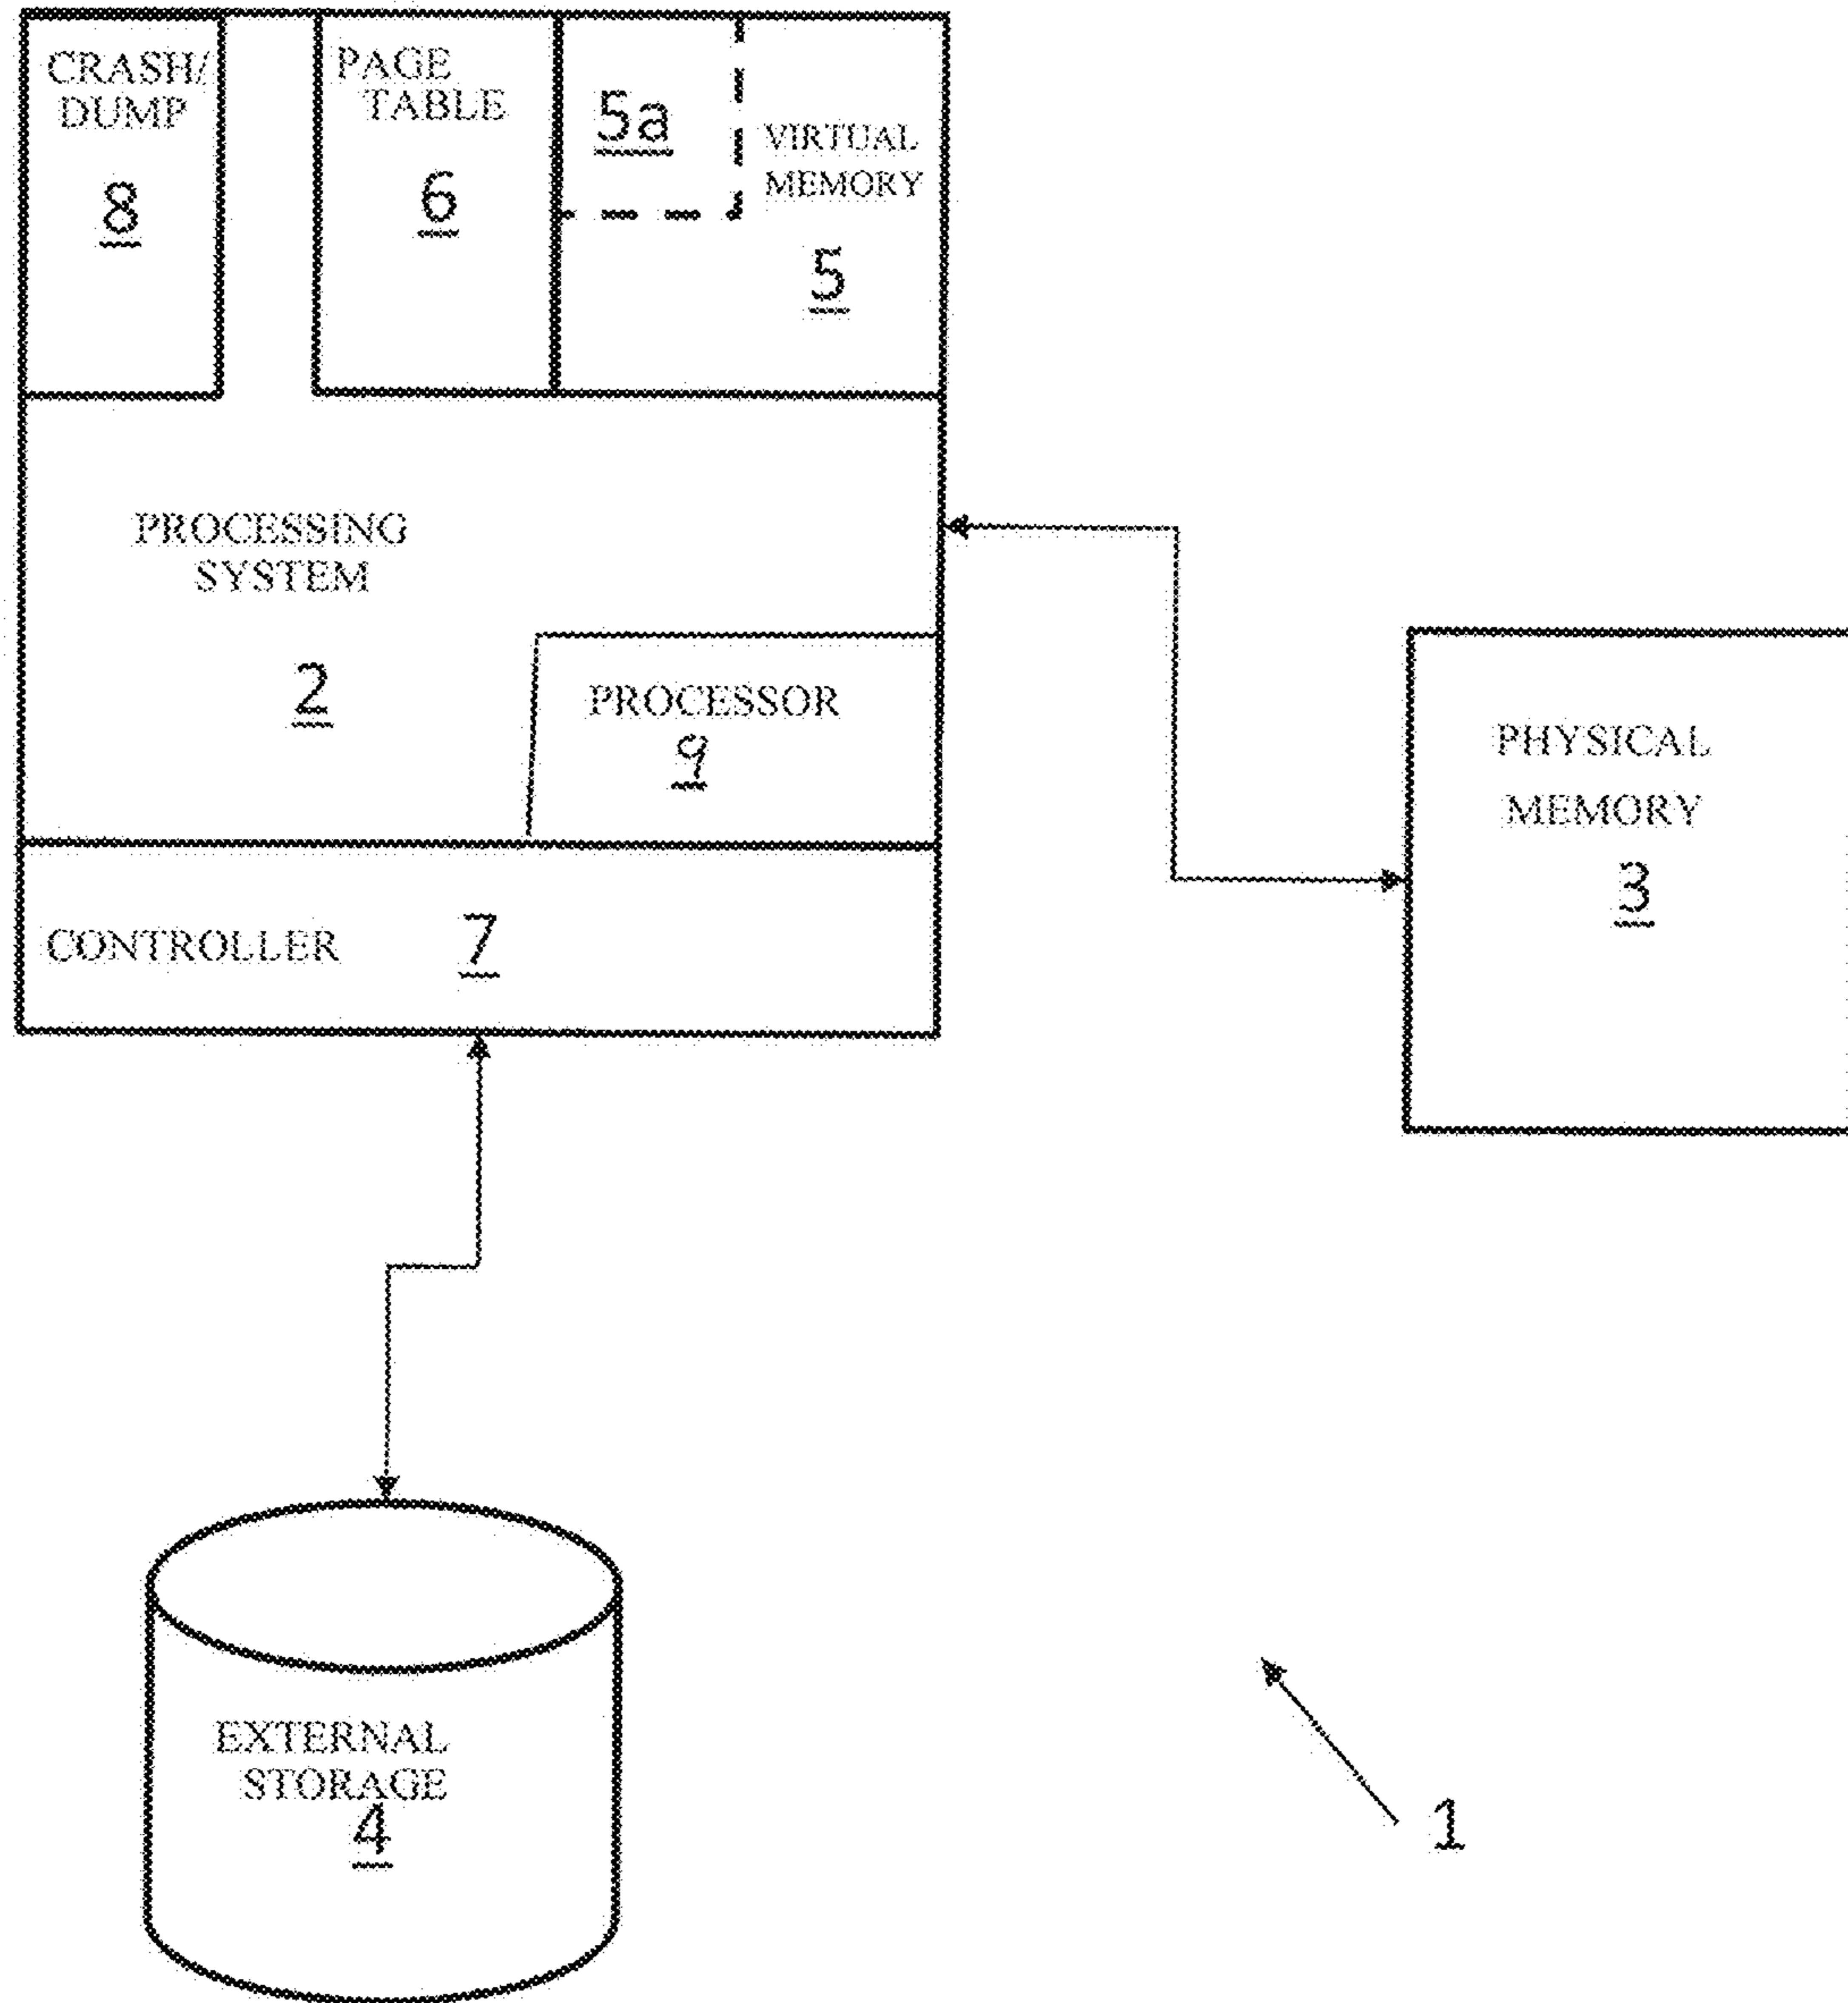 CRASH/
DUMP
8
PAGE
TABLE
6
5a
VIRTUAL
MEMORY
5
PROCESSING
SYSTEM
2
PROCESSOR
9
CONTROLLER 7
PHYSICAL
MEMORY
3
EXTERNAL
STORAGE
4
1